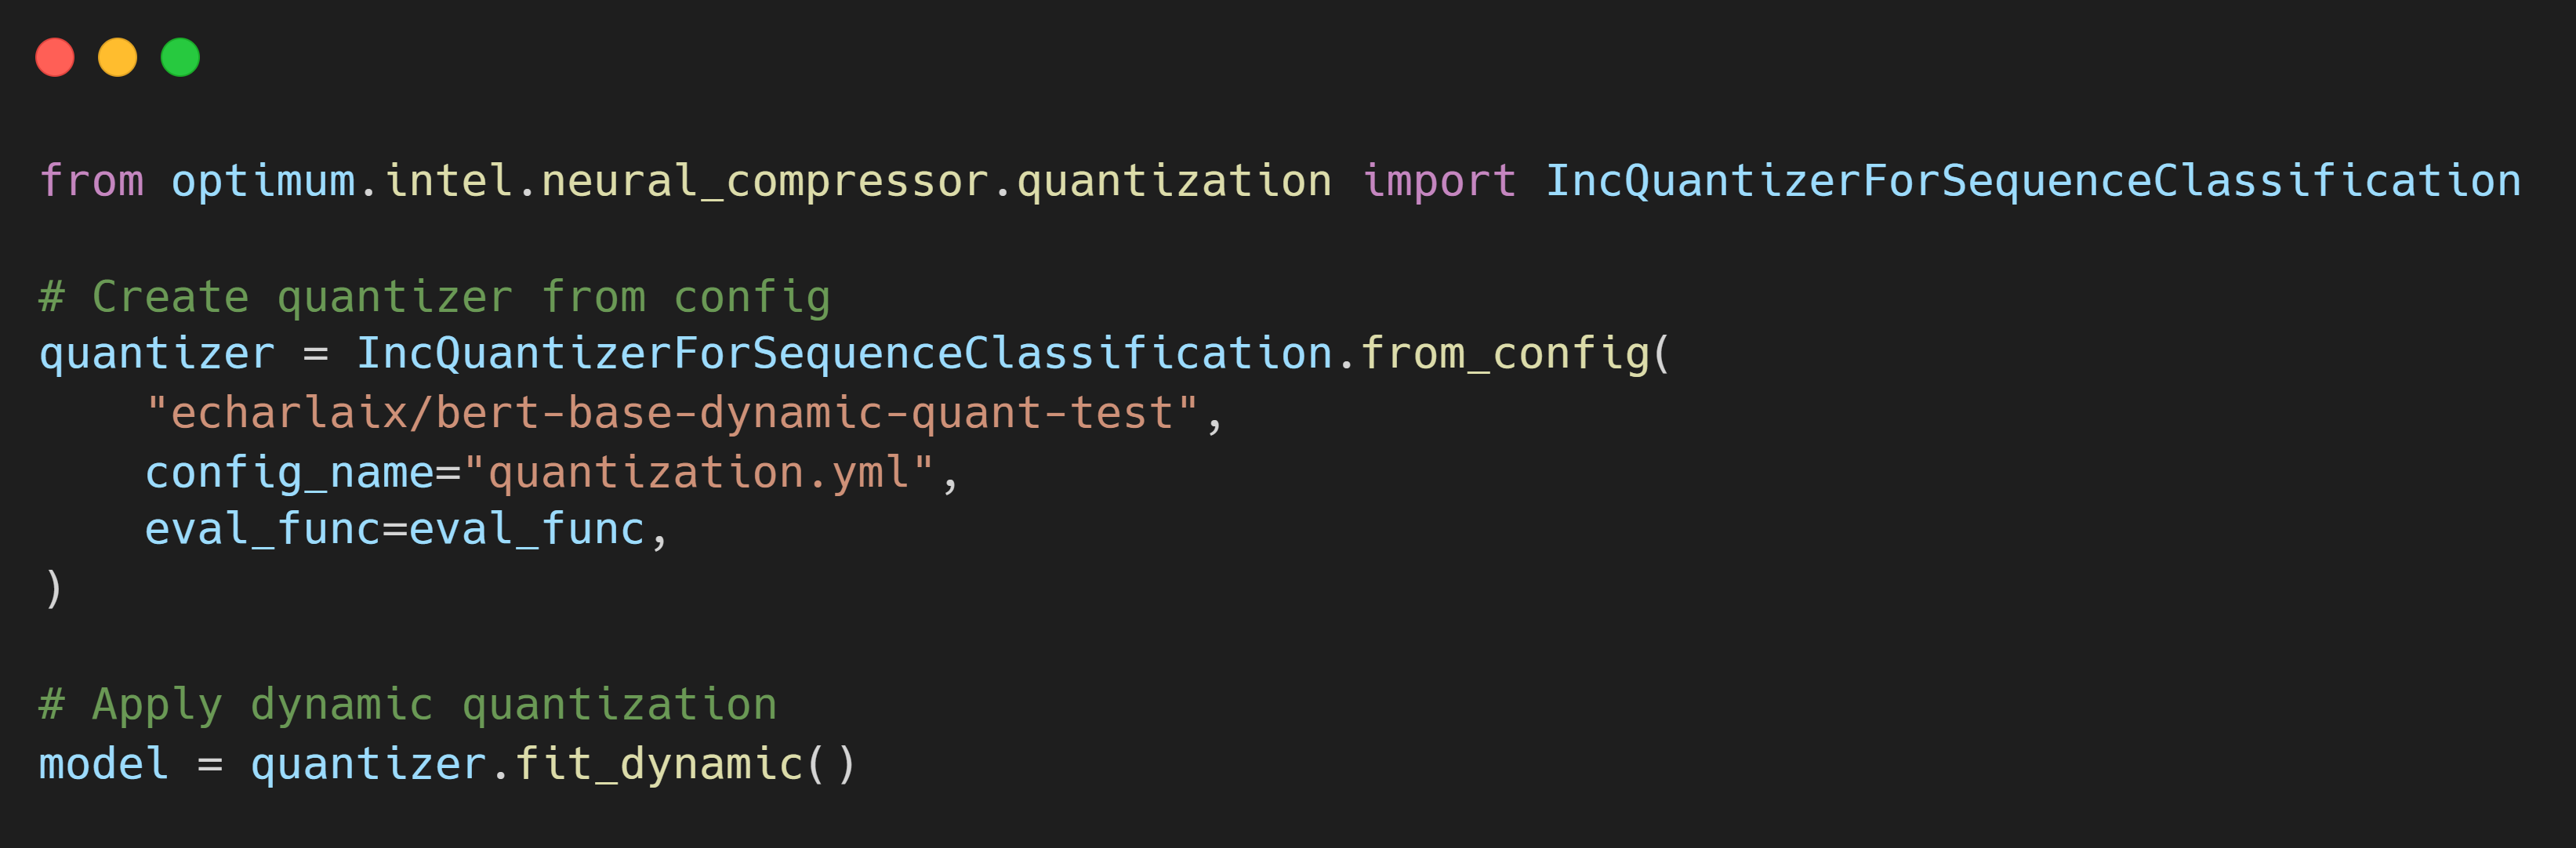 from optimum.intel.neural_compressor.quantization import IncQuantizerForSequenceClassification
# Create quantizer from config
quantizer = IncQuantizerForSequenceClassification.from_config(
    "echarlaix/bert-base-dynamic-quant-test",
    config_name="quantization.yml",
    eval_func=eval_func,
)
# Apply dynamic quantization
model = quantizer.fit_dynamic()